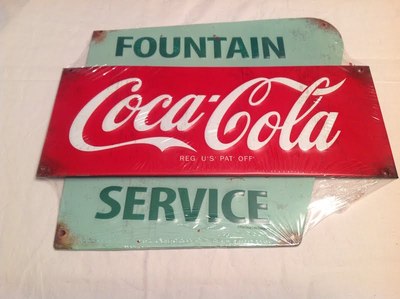 FOUNTAIN
Coca-Cola
REG U'S' PAT OFF
SERVICE